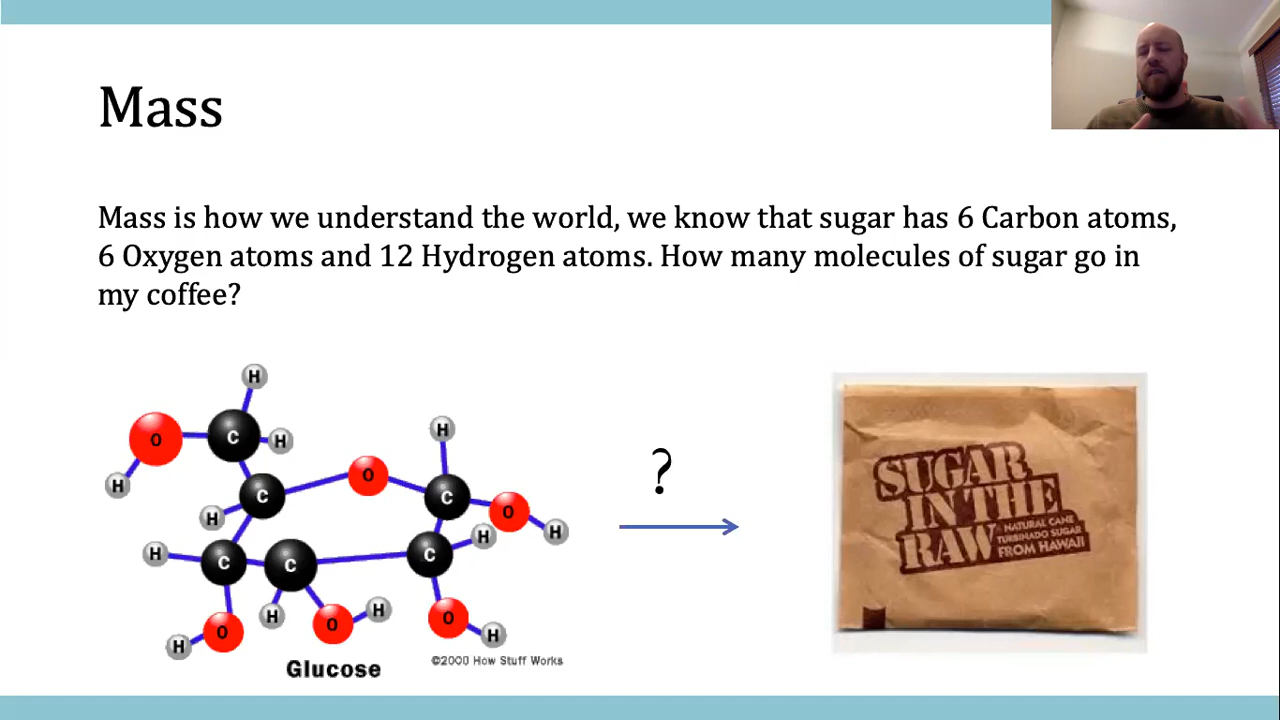 Mass
Mass is how we understand the world, we know that sugar has 6 Carbon atoms,
6 Oxygen atoms and 12 Hydrogen atoms. How many molecules of sugar go in
my coffee?
H
O
C
H
H
H
C
O
H
C
O
H
H
H
C
C
H
C
H
O
H
H
O
H
O
H
Glucose
©2000 How Stuff Works
?
SUGAR
IN THE
RAW
NATURAL CANE
TURBINADO SUGAR
FROM HAWAII